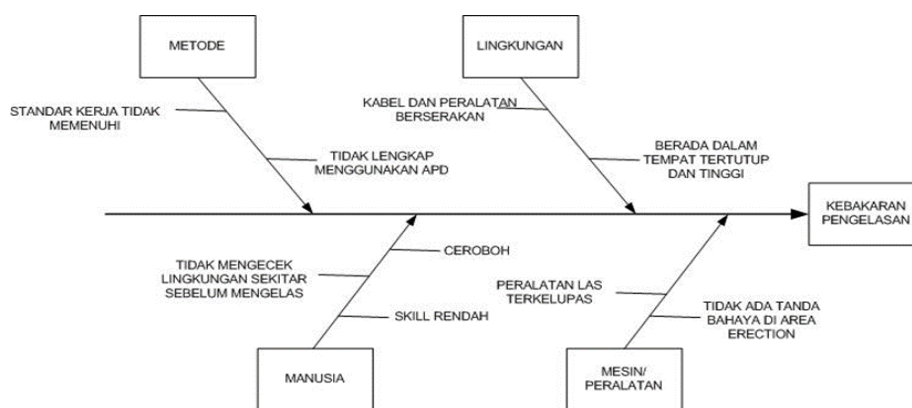 METODE
LINGKUNGAN
STANDAR KERJA TIDAK
MEMENUHI
TIDAK LENGKAP
MENGGUNAKAN APD
KABEL DAN PERALATAN
BERSERAKAN
BERADA DALAM
TEMPAT TERTUTUP
DAN TINGGI
KEBAKARAN
PENGELASAN
CEROBOH
TIDAK MENGECEK
LINGKUNGAN SEKITAR
SEBELUM MENGELAS
SKILL RENDAH
PERALATAN LAS
TERKELUPAS
TIDAK ADA TANDA
BAHAYA DI AREA
ERECTION
MANUSIA
MESIN/
PERALATAN